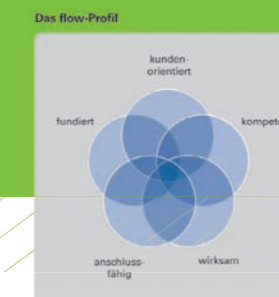 Das flow-Profil
kunden-
orientiert
fundiert
kompete
anschluss-
fähig
wirksam